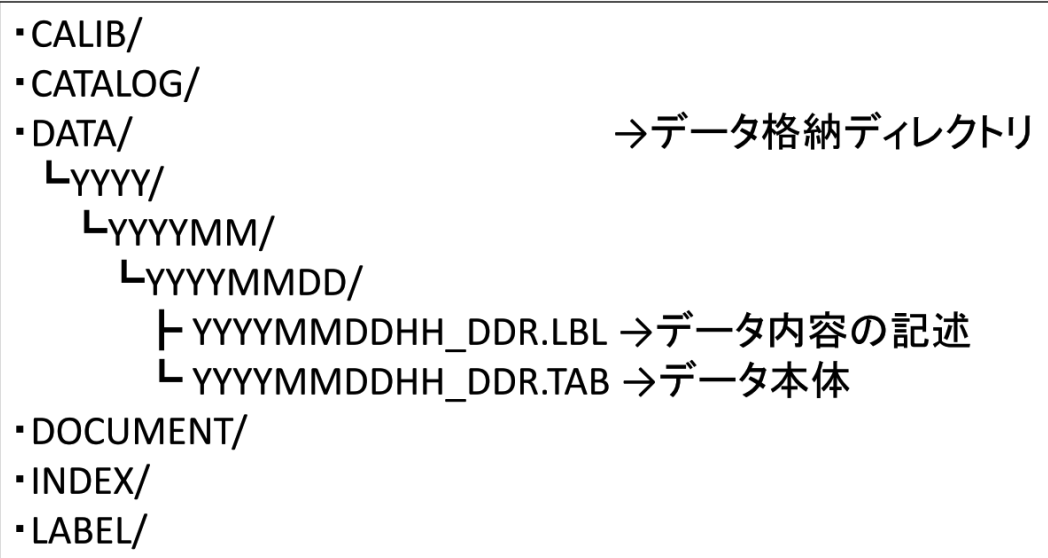 ・CALIB/
・CATALOG/
・DATA/ →データ格納ディレクトリ
┗YYYY/
┗YYYYMM/
┗YYYYMMDD/
┣ YYYYMMDDHH_DDR.LBL →データ内容の記述
┗ YYYYMMDDHH_DDR.TAB →データ本体
・DOCUMENT/
・INDEX/
・LABEL/